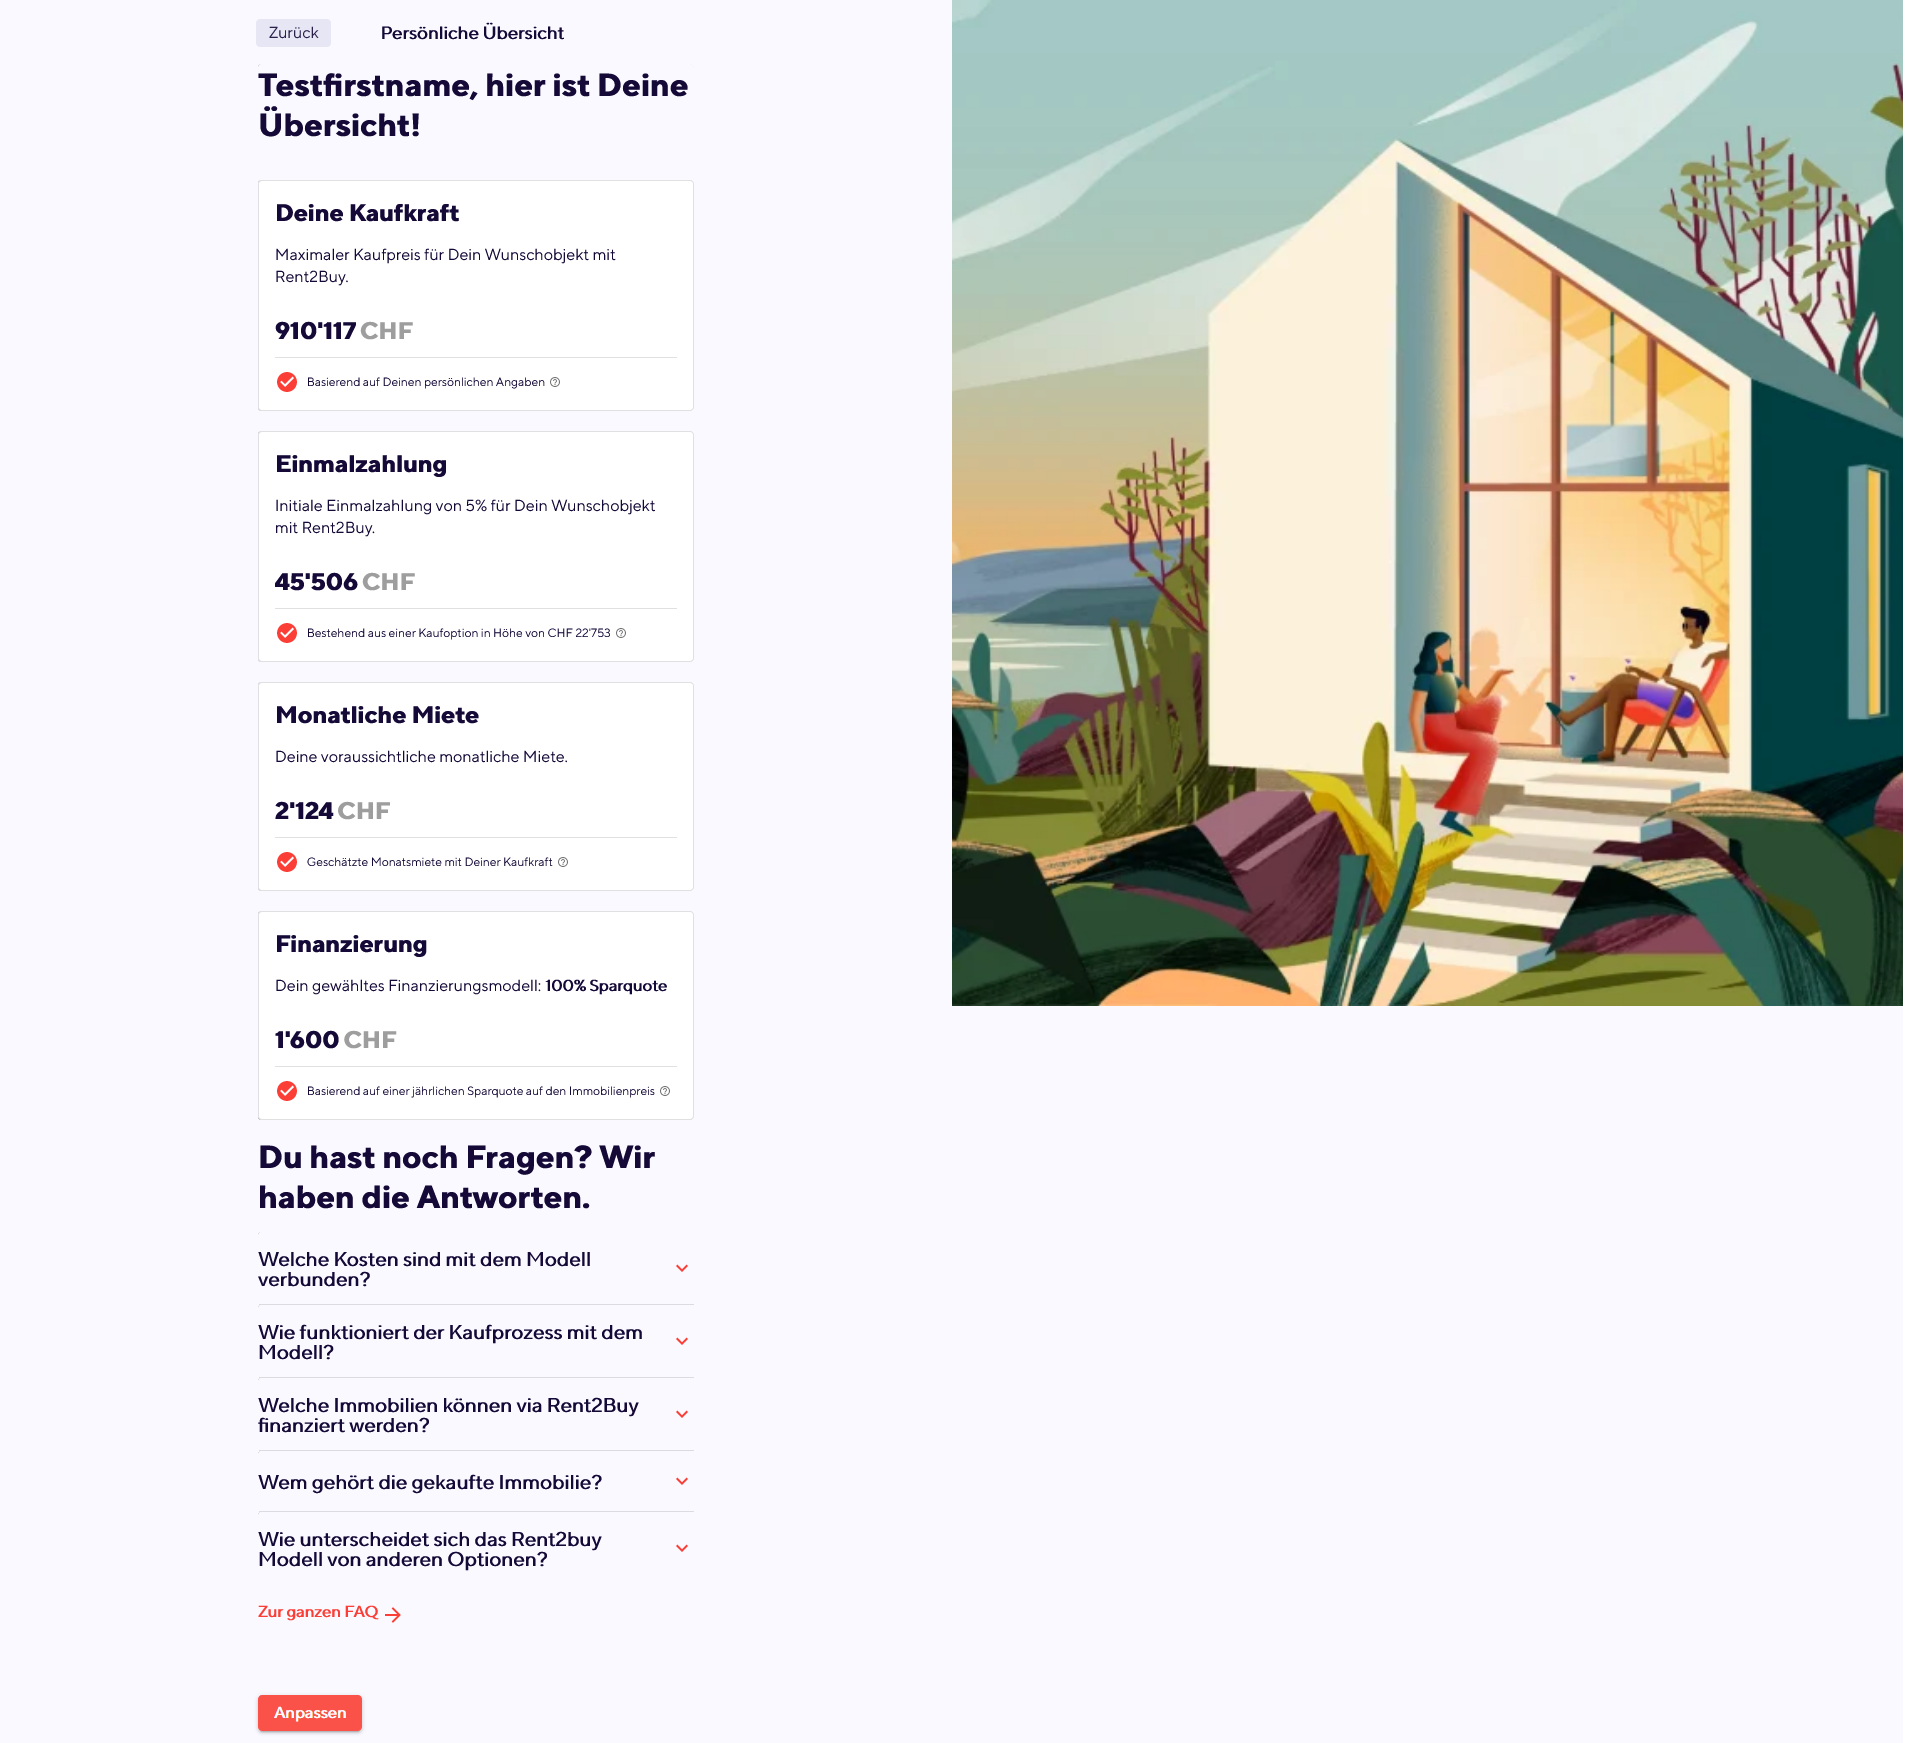 Zurück
Persönliche Übersicht
Testfirstname, hier ist Deine
Übersicht!
Deine Kaufkraft
Maximaler Kaufpreis für Dein Wunschobjekt mit
Rent2Buy.
910'117 CHF
Basierend auf Deinen persönlichen Angaben
Einmalzahlung
Initiale Einmalzahlung von 5% für Dein Wunschobjekt
mit Rent2Buy.
45'506 CHF
Bestehend aus einer Kaufoption in Höhe von CHF 22'753
Monatliche Miete
Deine voraussichtliche monatliche Miete.
2'124 CHF
Geschätzte Monatsmiete mit Deiner Kaufkraft
Finanzierung
Dein gewähltes Finanzierungsmodell: 100% Sparquote
1'600 CHF
Basierend auf einer jährlichen Sparquote auf den Immobilienpreis
Du hast noch Fragen? Wir
haben die Antworten.
Welche Kosten sind mit dem Modell
verbunden?
Wie funktioniert der Kaufprozess mit dem
Modell?
Welche Immobilien können via Rent2Buy
finanziert werden?
Wem gehört die gekaufte Immobilie?
Wie unterscheidet sich das Rent2buy
Modell von anderen Optionen?
Zur ganzen FAQ
Anpassen